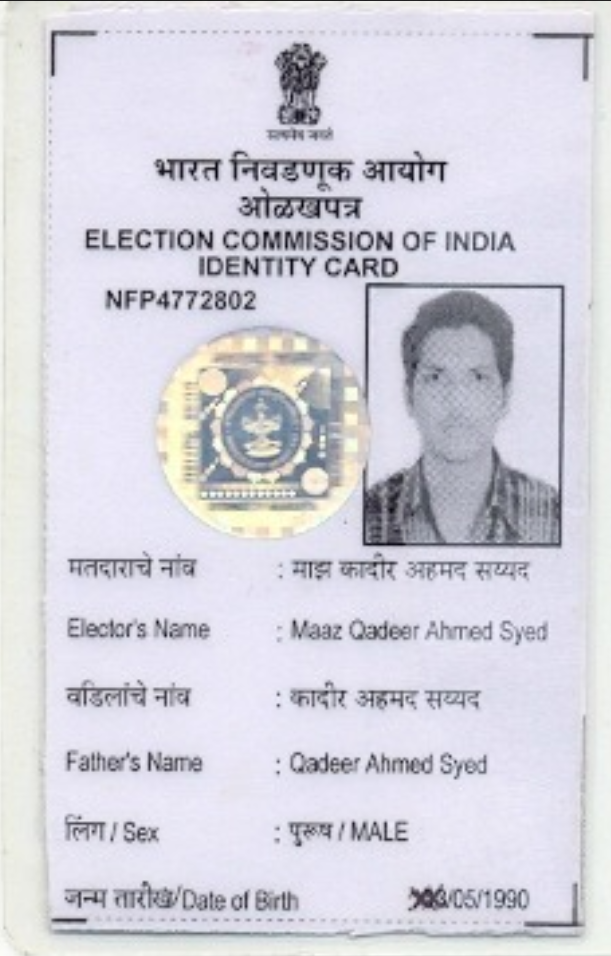 सत्यमेव जयते
भारत निवडणूक आयोग
ओळखपत्र
ELECTION COMMISSION OF INDIA
IDENTITY CARD
NFP4772802
मतदाराचे नांव : माझ कादीर अहमद सय्यद
Elector's Name : Maaz Qadeer Ahmed Syed
वडिलांचे नांव : कादीर अहमद सय्यद
Father's Name : Qadeer Ahmed Syed
लिंग / Sex : पुरूष / MALE
जन्म तारीख/Date of Birth /05/1990